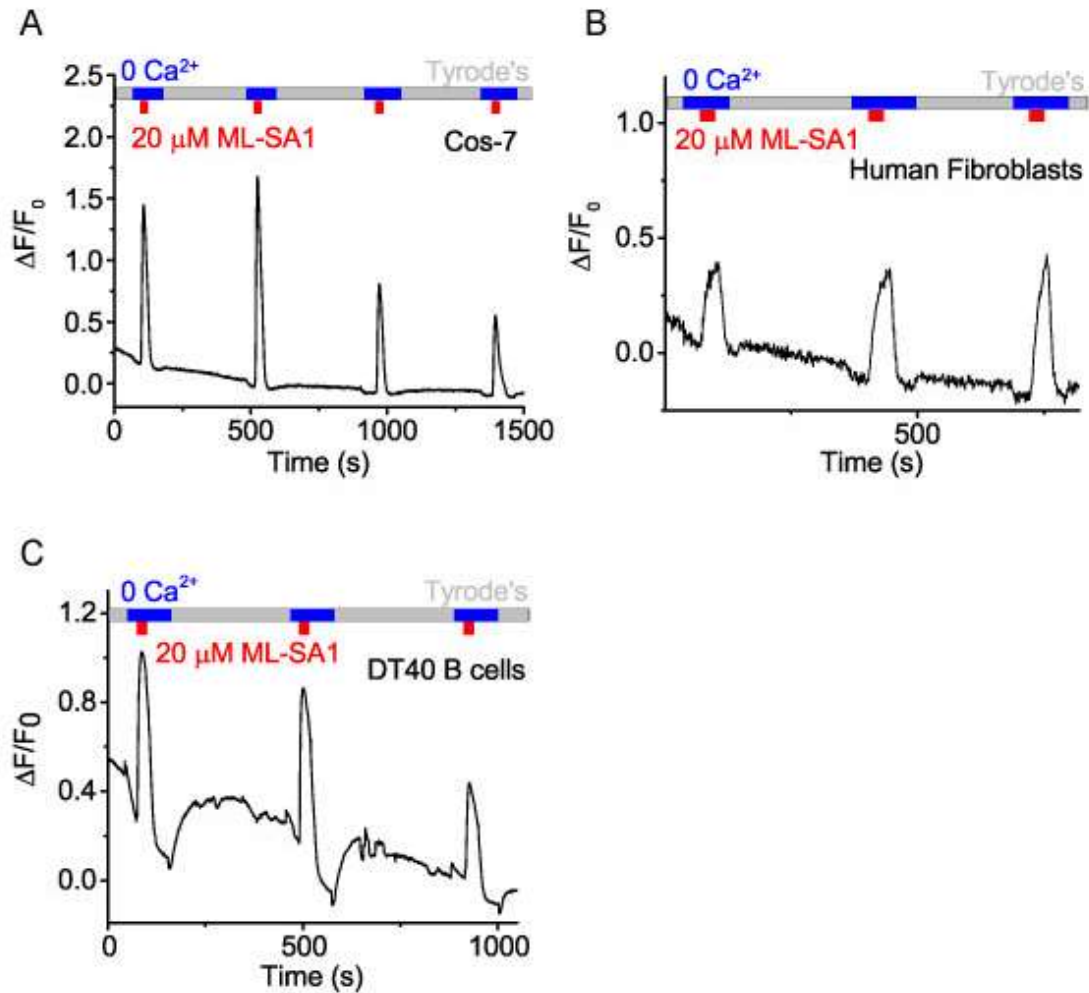 A
0 Ca²⁺ Tyrode's
20 μM ML-SA1
Cos-7
ΔF/F₀
2.5
2.0
1.5
1.0
0.5
0.0
0 500 1000 1500
Time (s)
B
0 Ca²⁺ Tyrode's
20 μM ML-SA1
Human Fibroblasts
ΔF/F₀
1.0
0.5
0.0
500
Time (s)
C
0 Ca²⁺ Tyrode's
20 μM ML-SA1
DT40 B cells
ΔF/F0
1.2
0.8
0.4
0.0
0 500 1000
Time (s)